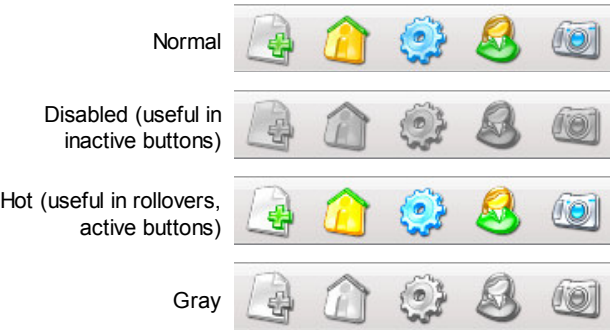 Normal
Disabled (useful in
inactive buttons)
Hot (useful in rollovers,
active buttons)
Gray